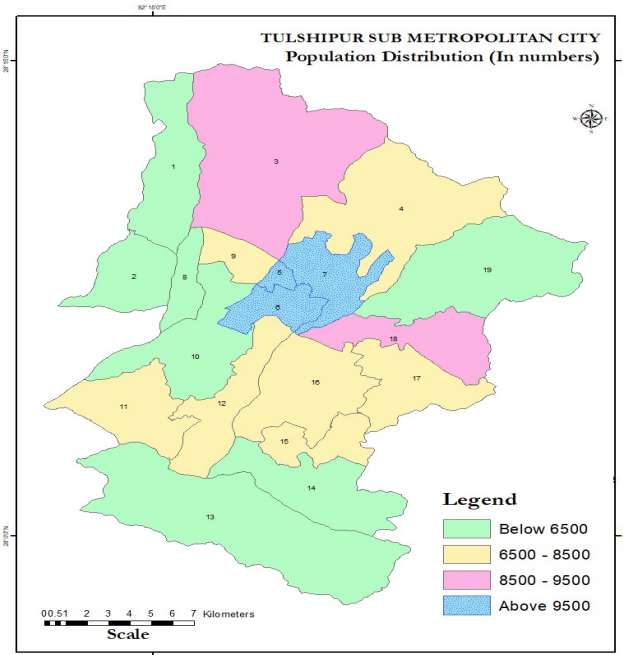 82°15'0"E
TULSHIPUR SUB METROPOLITAN CITY
Population Distribution (In numbers)
28°15'0"N
N
W E
S
3
1
4
9
19
2
8
5
7
6
18
10
17
16
11
12
15
14
13
28°0'0"N
Legend
Below 6500
6500 - 8500
8500 - 9500
Above 9500
0 0.5 1 2 3 4 5 6 7 Kilometers
Scale